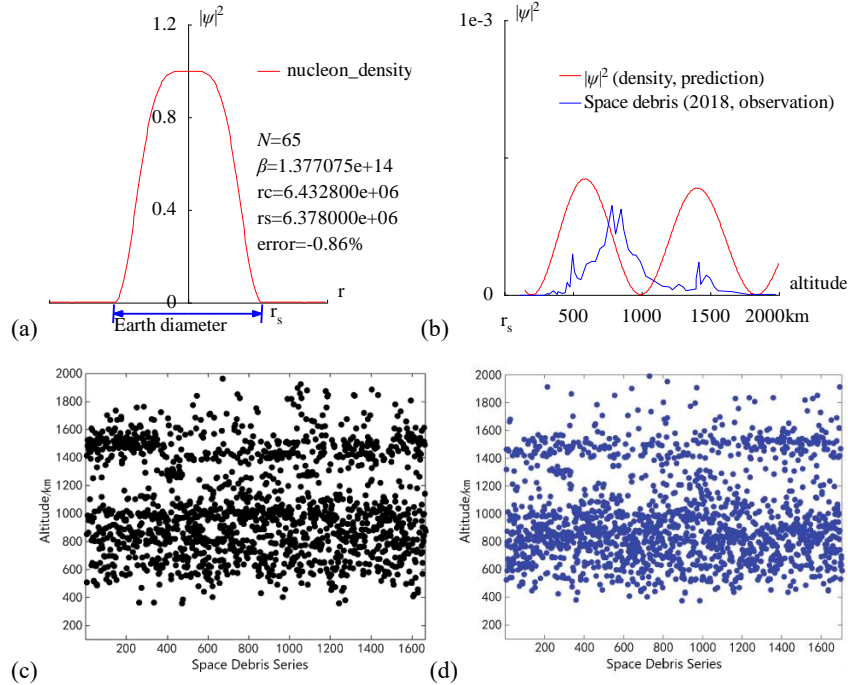 |ψ|²
1.2
nucleon_density
0.8
N=65
β=1.377075e+14
rc=6.432800e+06
0.4
rs=6.378000e+06
error=-0.86%
0
r
Earth diameter
r_s
(a)
|ψ|²
1e-3
|ψ|² (density, prediction)
Space debris (2018, observation)
altitude
0
r_s
500
1000
1500
2000km
(b)
2000
1800
1600
1400
1200
1000
800
600
400
200
Altitude/km
200 400 600 800 1000 1200 1400 1600
Space Debris Series
(c)
2000
1800
1600
1400
1200
1000
800
600
400
200
Altitude/km
200 400 600 800 1000 1200 1400 1600
Space Debris Series
(d)